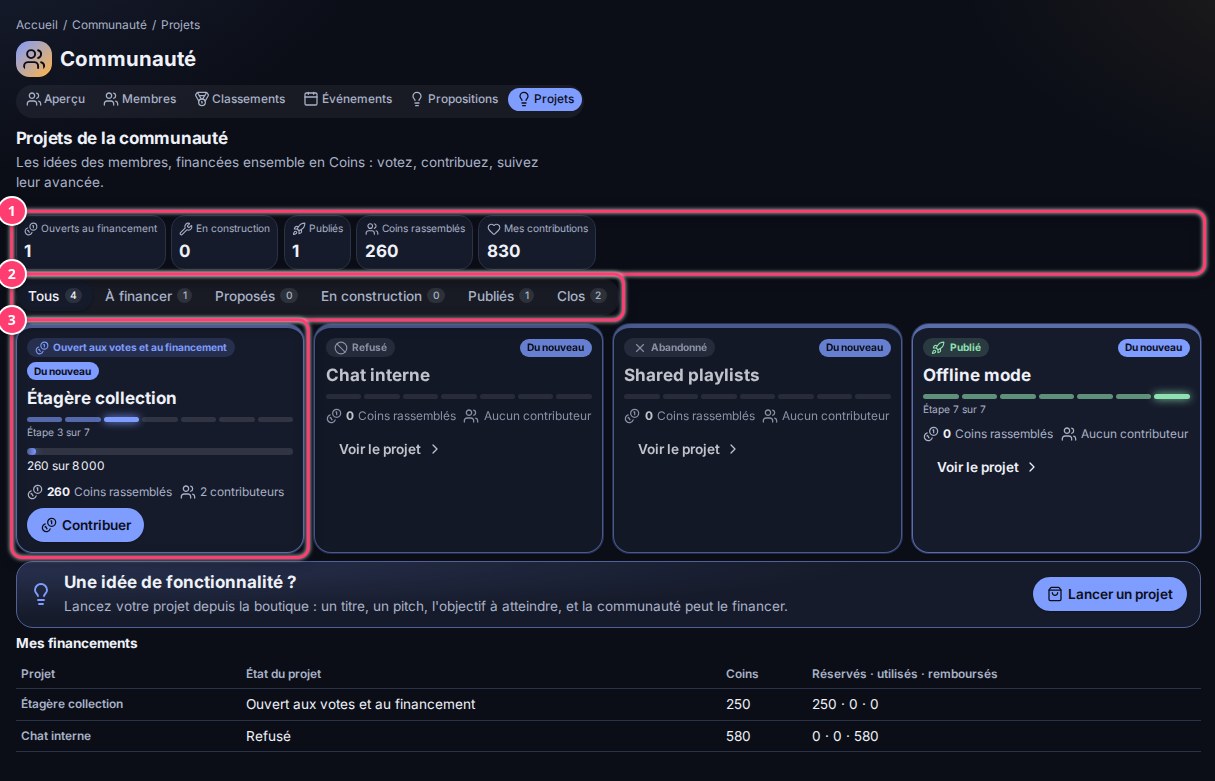 Accueil / Communauté / Projets
Communauté
Aperçu Membres Classements Événements Propositions Projets
Projets de la communauté
Les idées des membres, financées ensemble en Coins : votez, contribuez, suivez
leur avancée.
1
Ouverts au financement En construction Publiés Coins rassemblés Mes contributions
1 0 1 260 830
2
Tous 4 À financer 1 Proposés 0 En construction 0 Publiés 1 Clos 2
3
Ouvert aux votes et au financement
Du nouveau
Étagère collection
Étape 3 sur 7
260 sur 8 000
260 Coins rassemblés 2 contributeurs
Contribuer
Refusé Du nouveau
Chat interne
0 Coins rassemblés Aucun contributeur
Voir le projet
Abandonné Du nouveau
Shared playlists
0 Coins rassemblés Aucun contributeur
Voir le projet
Publié Du nouveau
Offline mode
Étape 7 sur 7
0 Coins rassemblés Aucun contributeur
Voir le projet
Une idée de fonctionnalité ?
Lancez votre projet depuis la boutique : un titre, un pitch, l'objectif à atteindre, et la communauté peut le financer.
Lancer un projet
Mes financements
Projet État du projet Coins Réservés · utilisés · remboursés
Étagère collection Ouvert aux votes et au financement 250 250 · 0 · 0
Chat interne Refusé 580 0 · 0 · 580